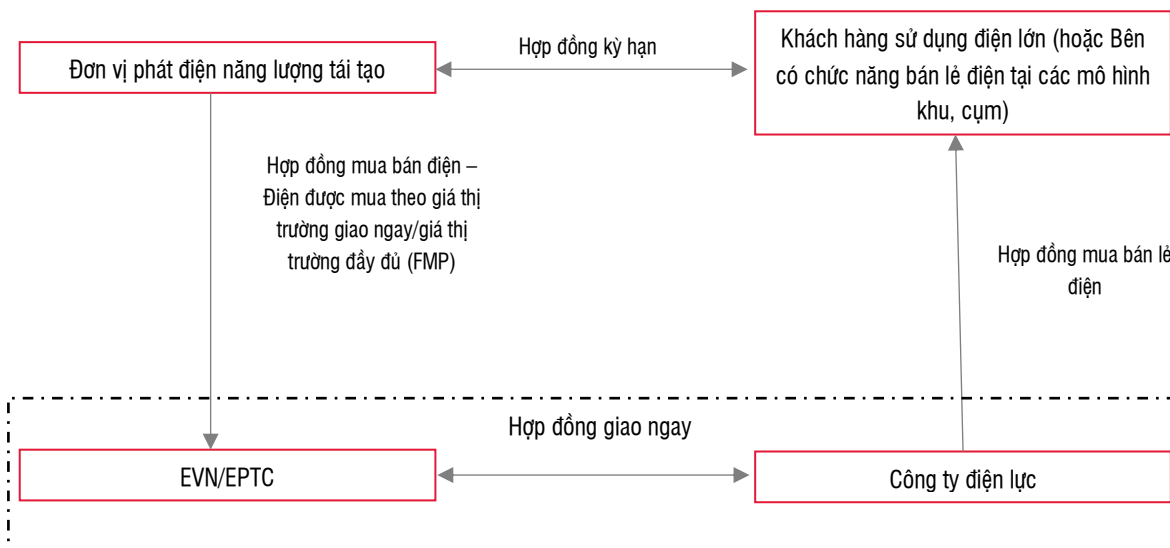 Hợp đồng kỳ hạn
Đơn vị phát điện năng lượng tái tạo
Khách hàng sử dụng điện lớn (hoặc Bên
có chức năng bán lẻ điện tại các mô hình
khu, cụm)
Hợp đồng mua bán điện –
Điện được mua theo giá thị
trường giao ngay/giá thị
trường đầy đủ (FMP)
Hợp đồng mua bán lẻ
điện
Hợp đồng giao ngay
EVN/EPTC
Công ty điện lực